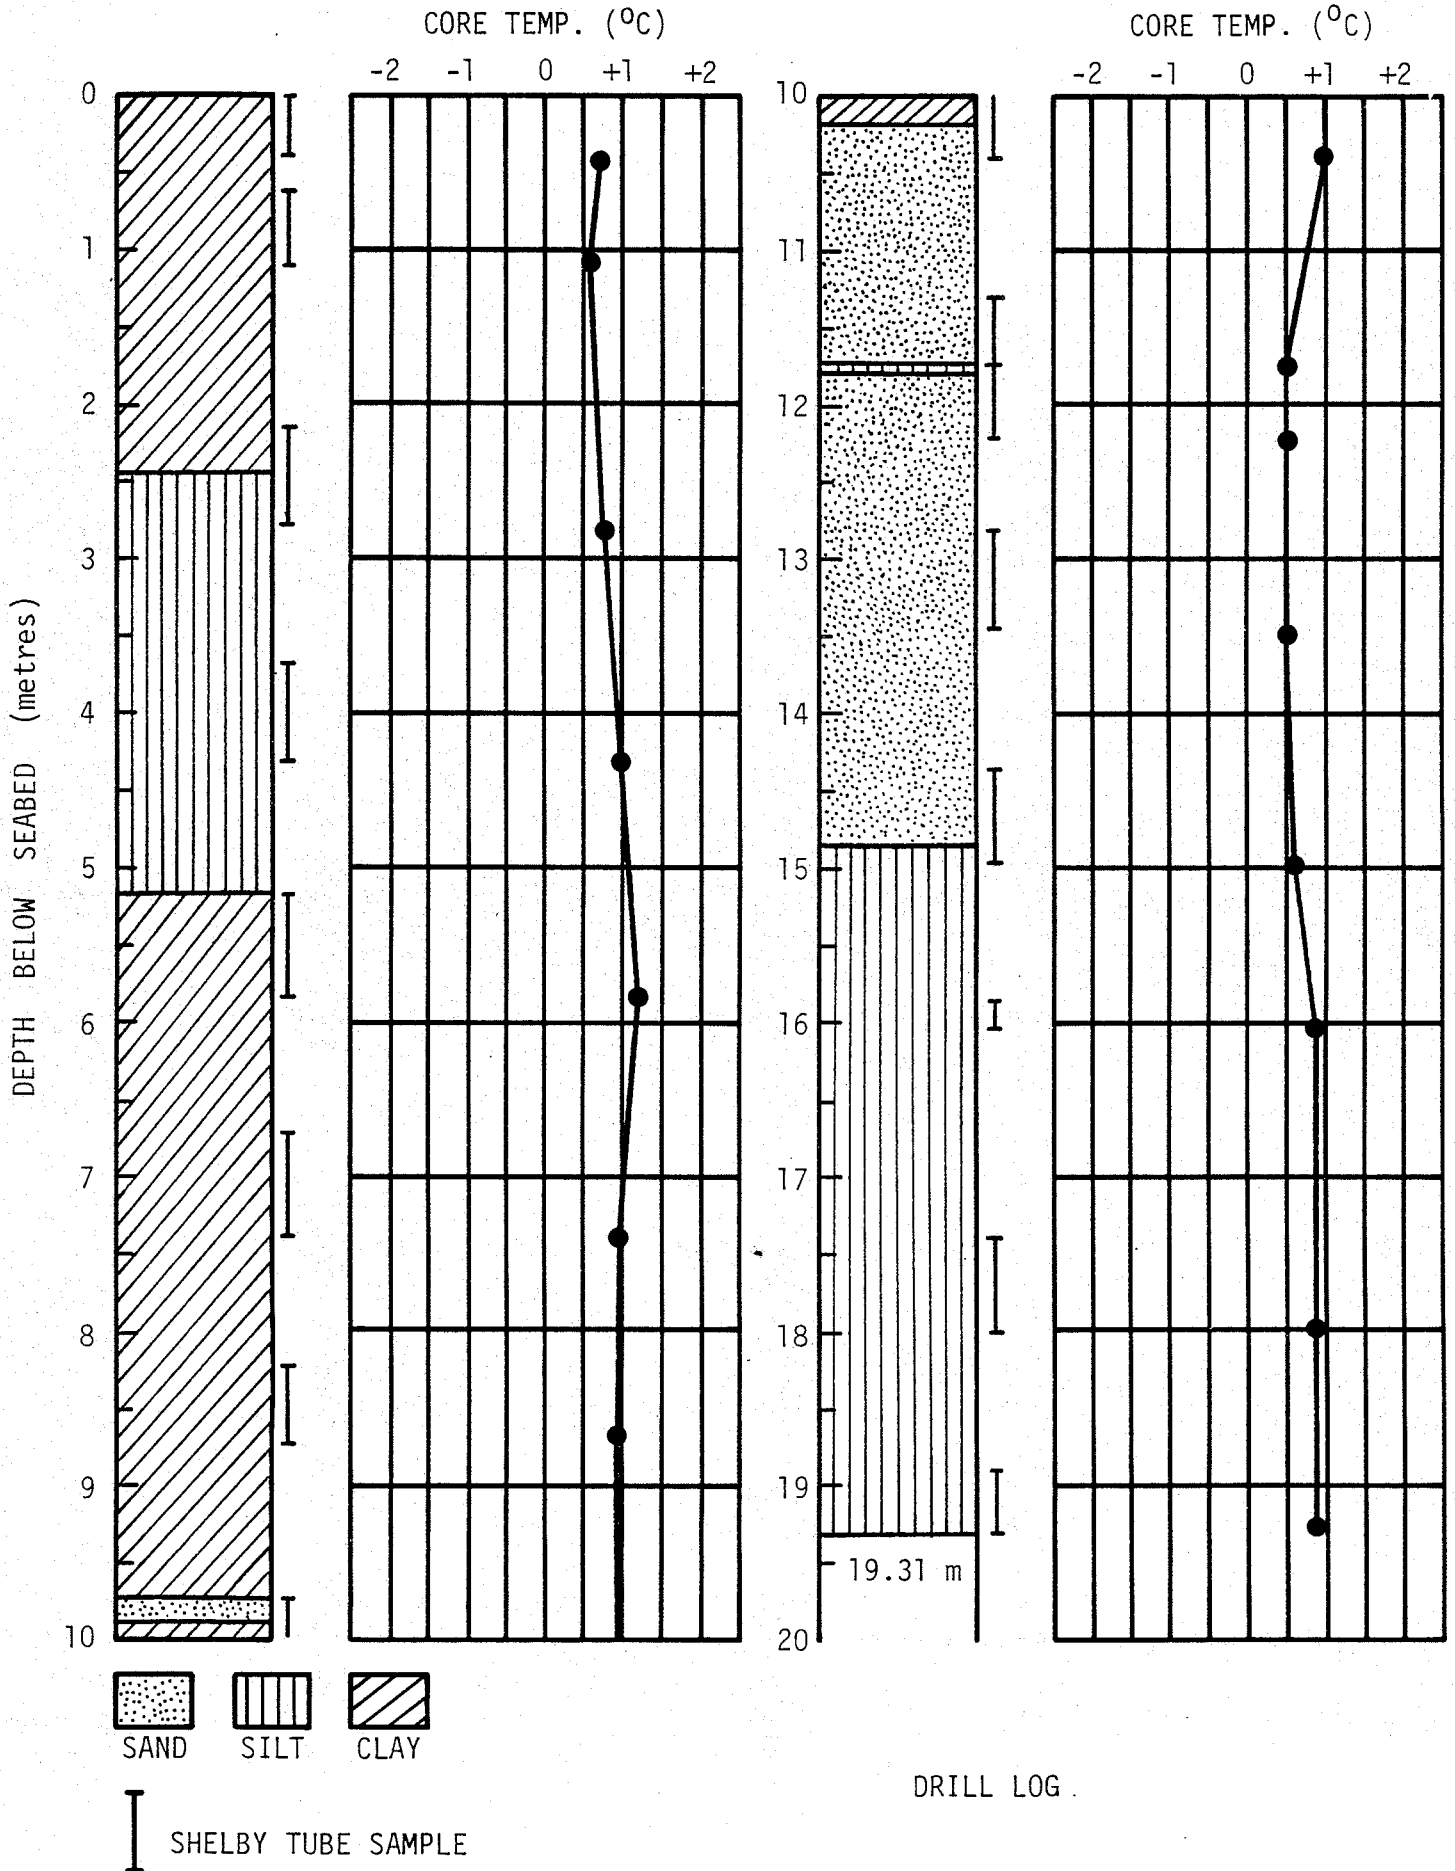 CORE TEMP. (°C)
CORE TEMP. (°C)
-2 -1 0 +1 +2
-2 -1 0 +1 +2
DEPTH BELOW SEABED (metres)
0
1
2
3
4
5
6
7
8
9
10
10
11
12
13
14
15
16
17
18
19
19.31 m
20
SAND SILT CLAY
DRILL LOG.
SHELBY TUBE SAMPLE